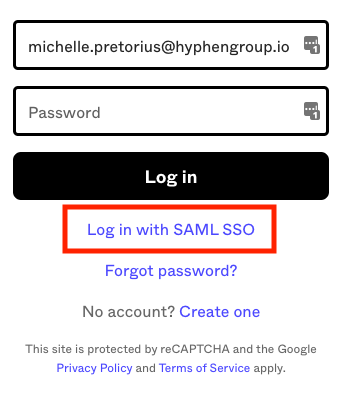 michelle.pretorius@hyphengroup.io
Password
Log in
Log in with SAML SSO
Forgot password?
No account? Create one
This site is protected by reCAPTCHA and the Google
Privacy Policy and Terms of Service apply.